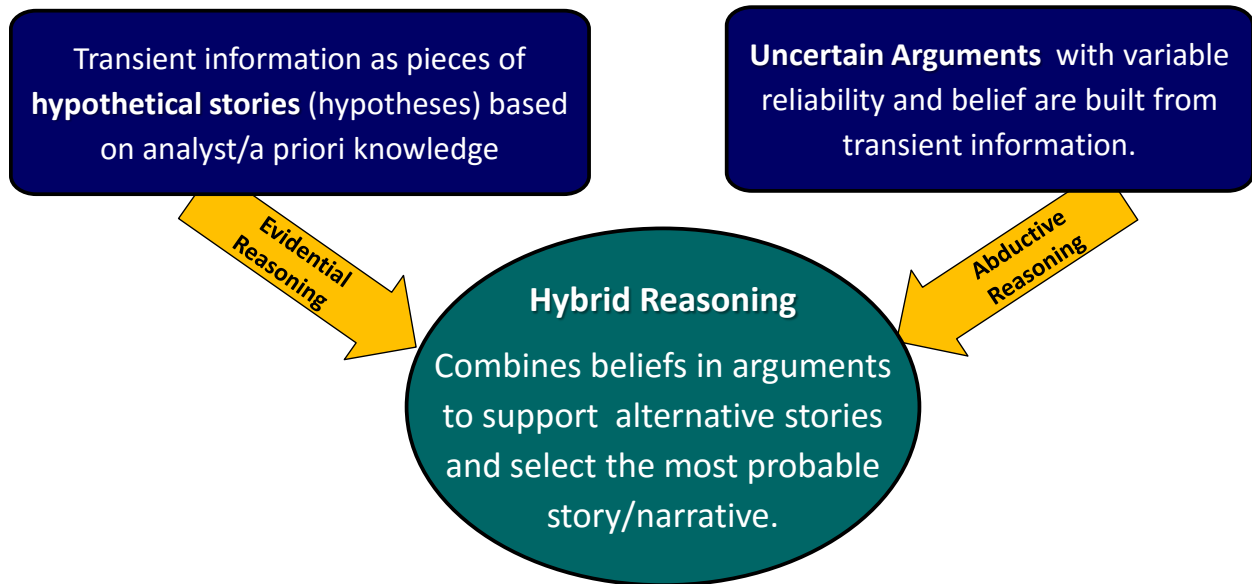 Transient information as pieces of
hypothetical stories (hypotheses) based
on analyst/a priori knowledge
Uncertain Arguments with variable
reliability and belief are built from
transient information.
Evidential
Reasoning
Abductive
Reasoning
Hybrid Reasoning
Combines beliefs in arguments
to support alternative stories
and select the most probable
story/narrative.